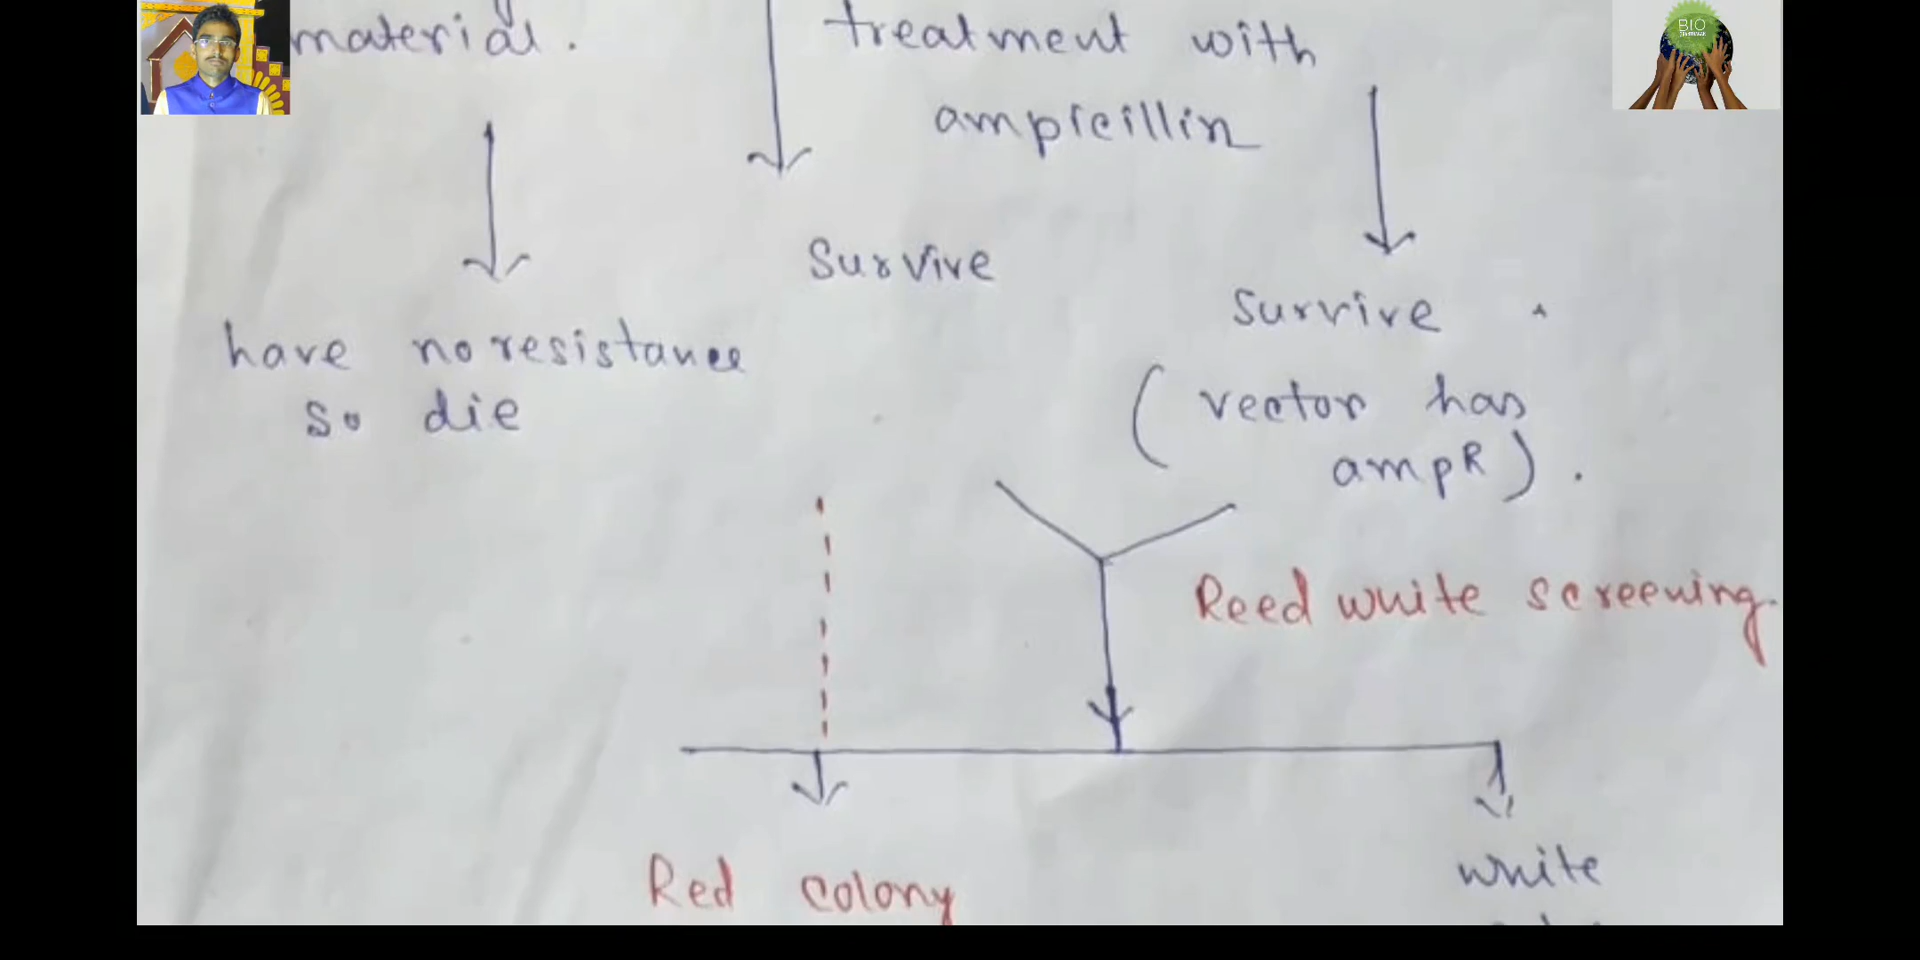 material.
treatment with
ampicillin
BIO
Survive
survive
have no resistance
so die
(vector has
ampR).
Reed white screening.
Red colony
white